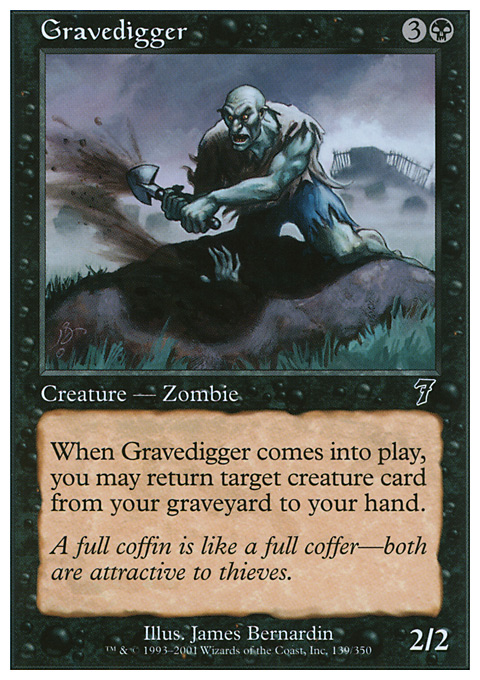 Gravedigger 3
Creature — Zombie
When Gravedigger comes into play,
you may return target creature card
from your graveyard to your hand.
A full coffin is like a full coffer—both
are attractive to thieves.
Illus. James Bernardin
2/2
™ & © 1993–2001 Wizards of the Coast, Inc. 139/350